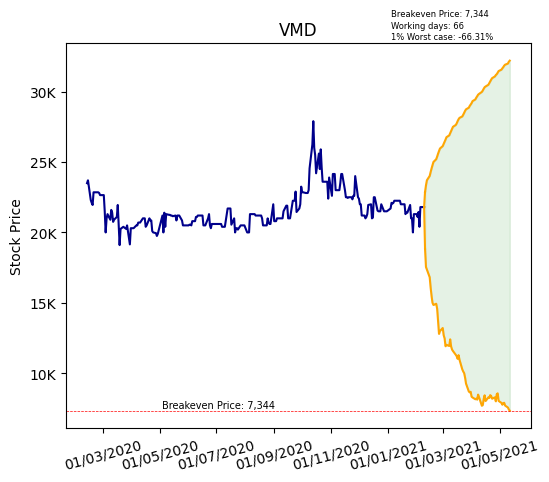 Breakeven Price: 7,344
Working days: 66
1% Worst case: -66.31%
VMD
Stock Price
30K
25K
20K
15K
10K
Breakeven Price: 7,344
01/03/2020
01/05/2020
01/07/2020
01/09/2020
01/11/2020
01/01/2021
01/03/2021
01/05/2021